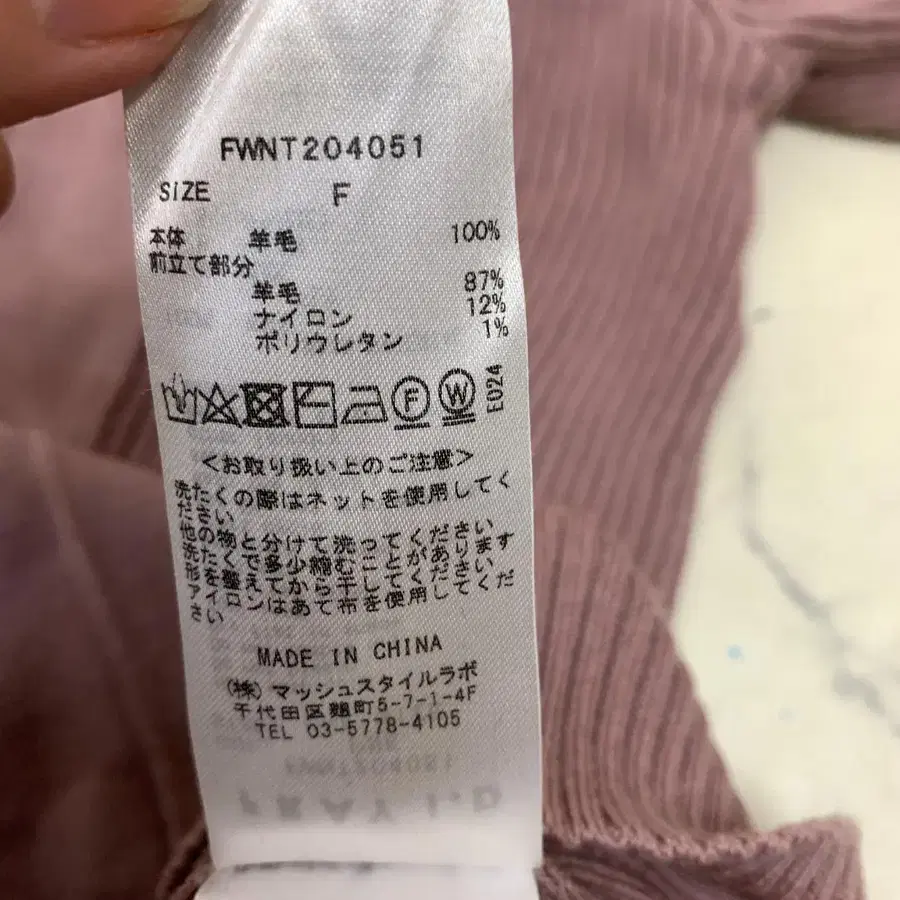 FWNT204051
SIZE F
本体 羊毛 100%
前立て部分
羊毛 87%
ナイロン 12%
ポリウレタン 1%
F W E024
<お取り扱い上のご注意>
洗たくの際はネットを使用してく
ださい
他の物と分けて洗ってください
洗たくで多少縮むことがあります
形をととのえてから干してください
アイロンはあて布を使用してくだ
さい
MADE IN CHINA
(株)マッシュスタイルラボ
千代田区麹町5-7-1-4F
TEL 03-5778-4105